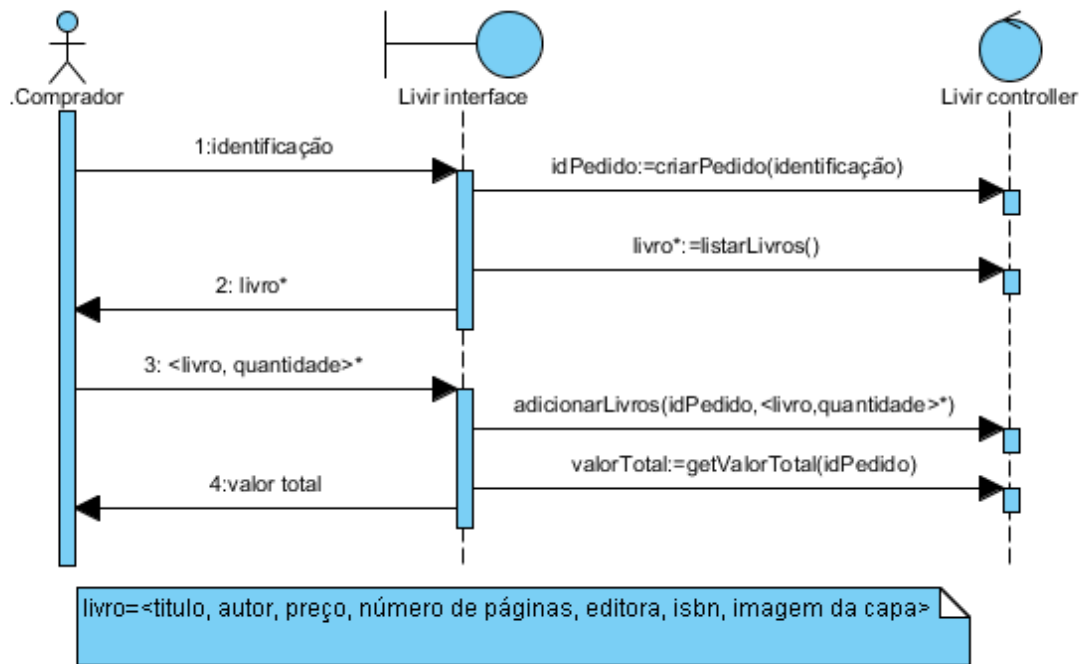 .Comprador
Livir interface
Livir controller
1:identificação
idPedido:=criarPedido(identificação)
livro*:=listarLivros()
2: livro*
3: <livro, quantidade>*
adicionarLivros(idPedido,<livro,quantidade>*)
valorTotal:=getValorTotal(idPedido)
4:valor total
livro=<titulo, autor, preço, número de páginas, editora, isbn, imagem da capa>